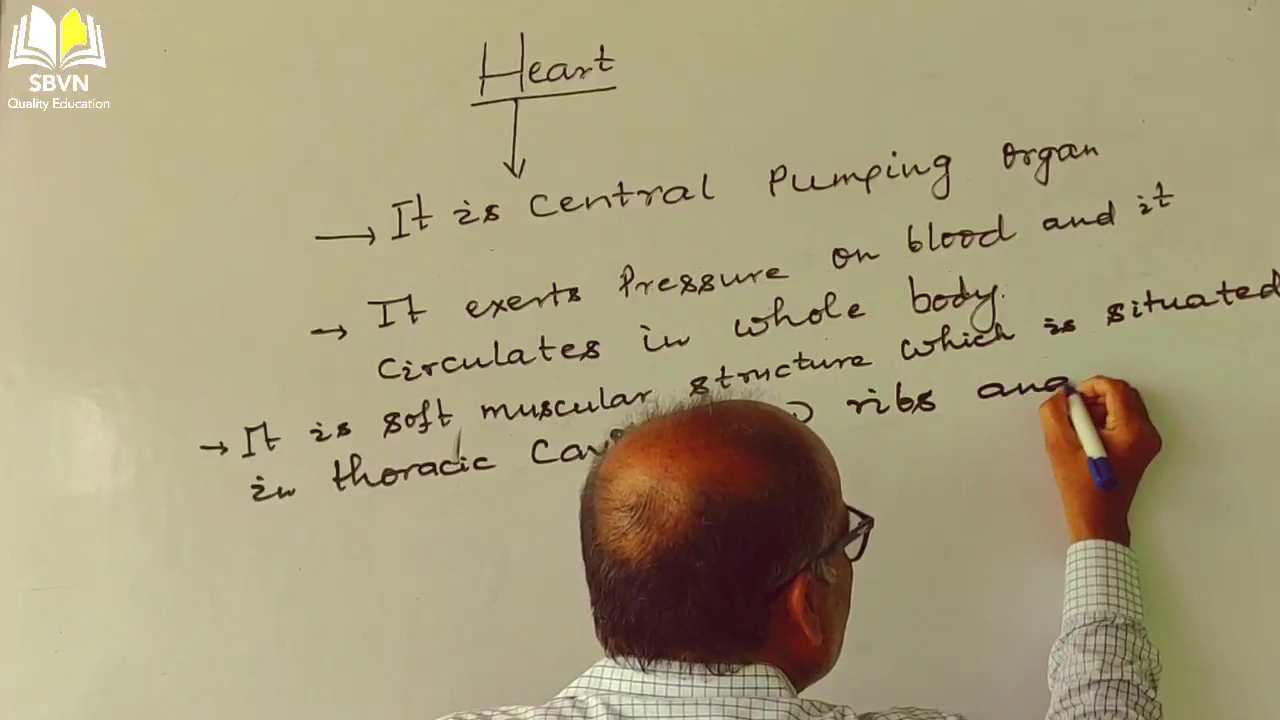 SBVN
Quality Education
Heart
→ It is central Pumping organ
→ It exerts Pressure on blood and it
circulates in whole body.
→ It is soft muscular structure which is situated
in thoracic ribs and